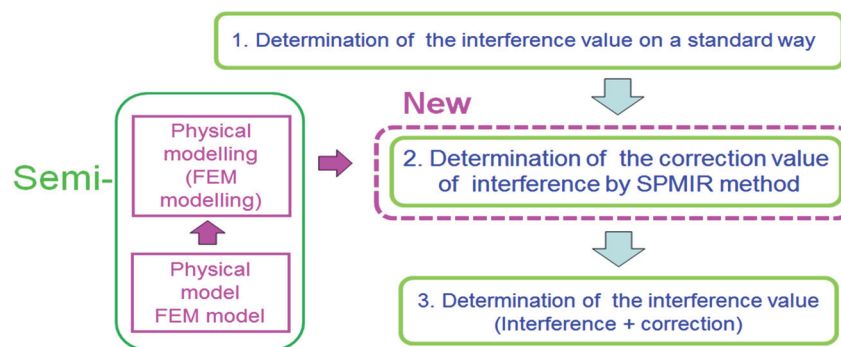 1. Determination of the interference value on a standard way
New
2. Determination of the correction value
of interference by SPMIR method
3. Determination of the interference value
(Interference + correction)
Semi-
Physical
modelling
(FEM
modelling)
Physical
model
FEM model